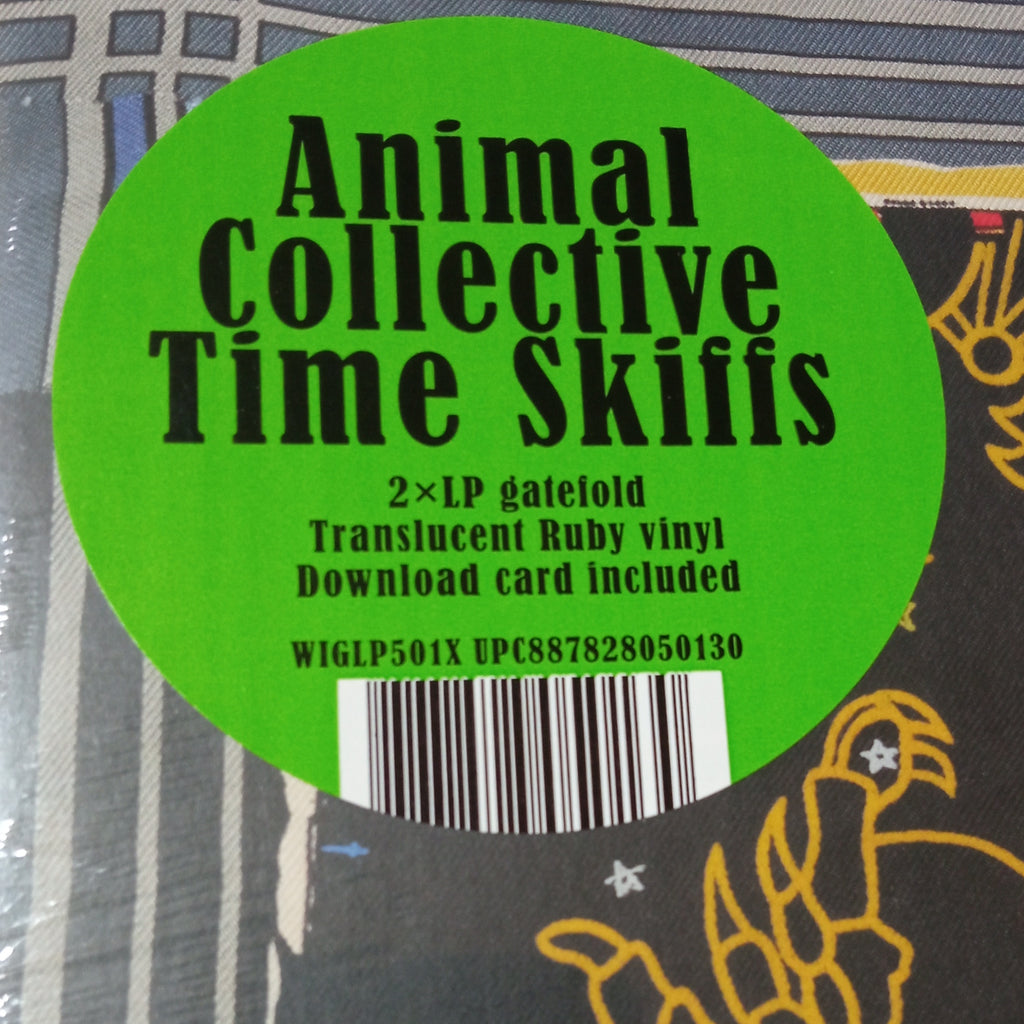 Animal
Collective
Time Skiffs
2×LP gatefold
Translucent Ruby vinyl
Download card included
WIGLP501X UPC887828050130